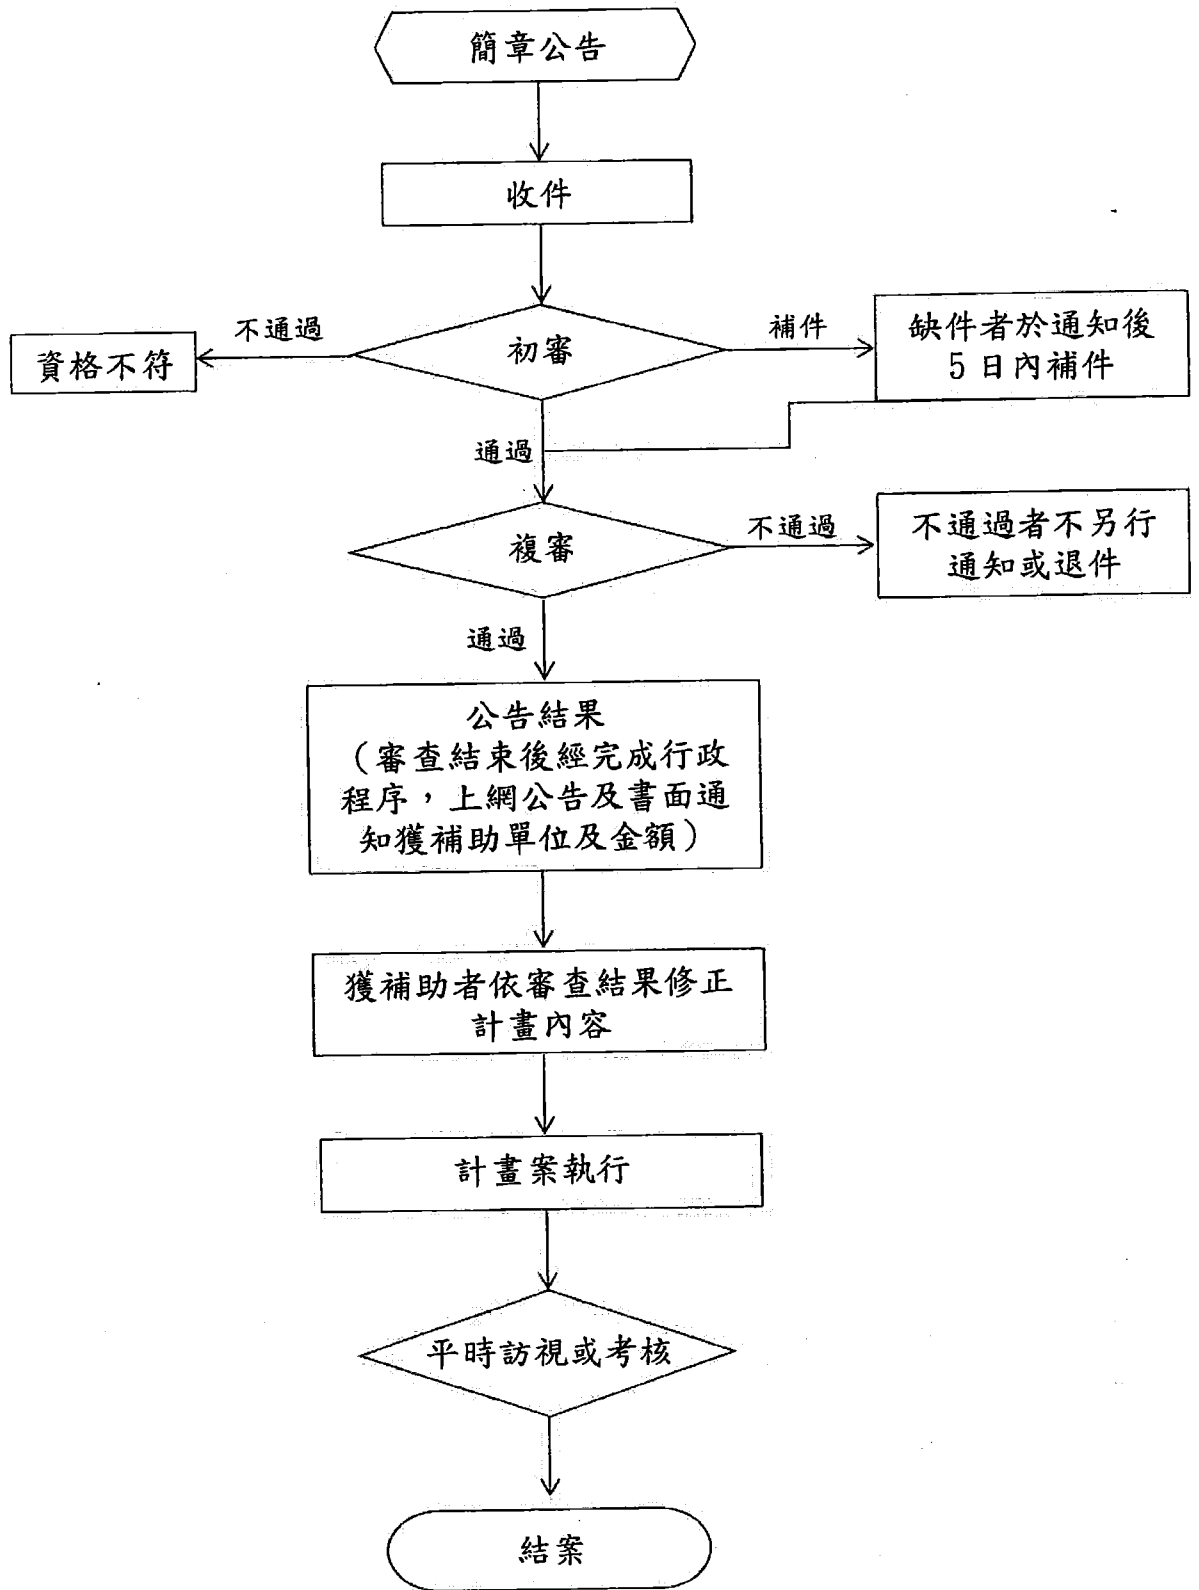 簡章公告
收件
不通過
初審
補件
資格不符
缺件者於通知後
5 日內補件
通過
複審
不通過
不通過者不另行
通知或退件
通過
公告結果
（審查結束後經完成行政
程序，上網公告及書面通
知獲補助單位及金額）
獲補助者依審查結果修正
計畫內容
計畫案執行
平時訪視或考核
結案